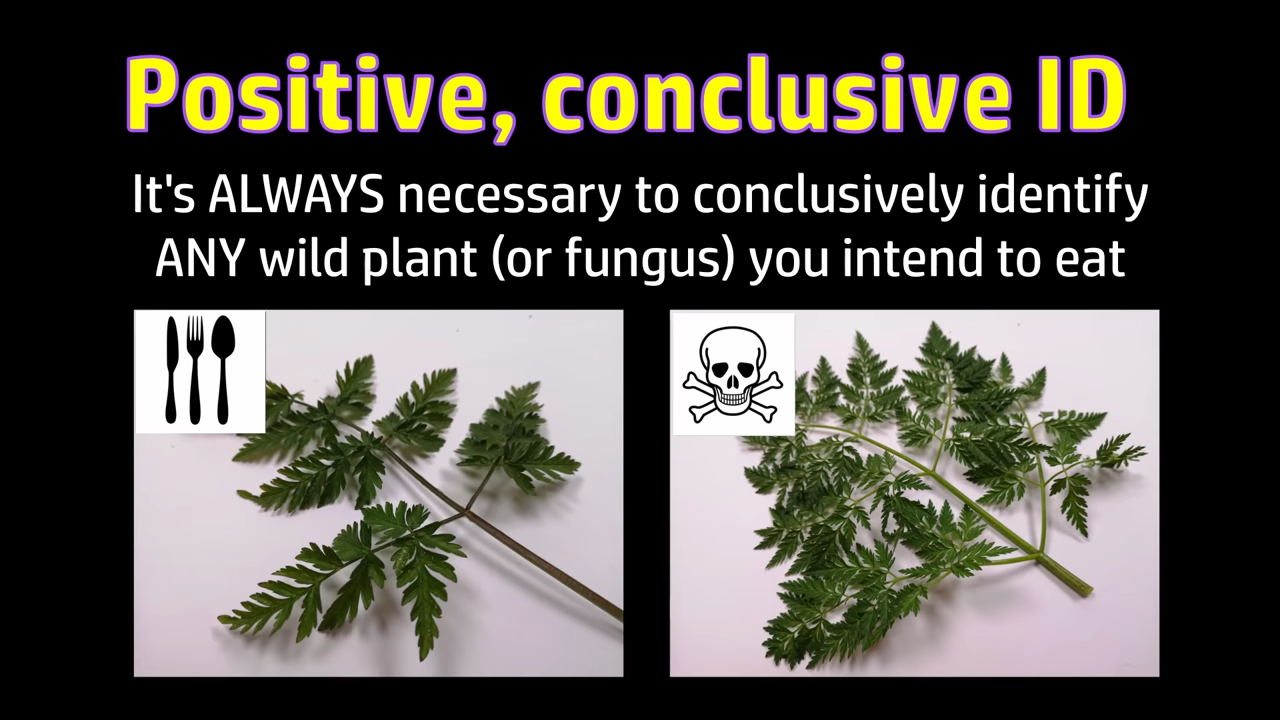 Positive, conclusive ID
It's ALWAYS necessary to conclusively identify
ANY wild plant (or fungus) you intend to eat